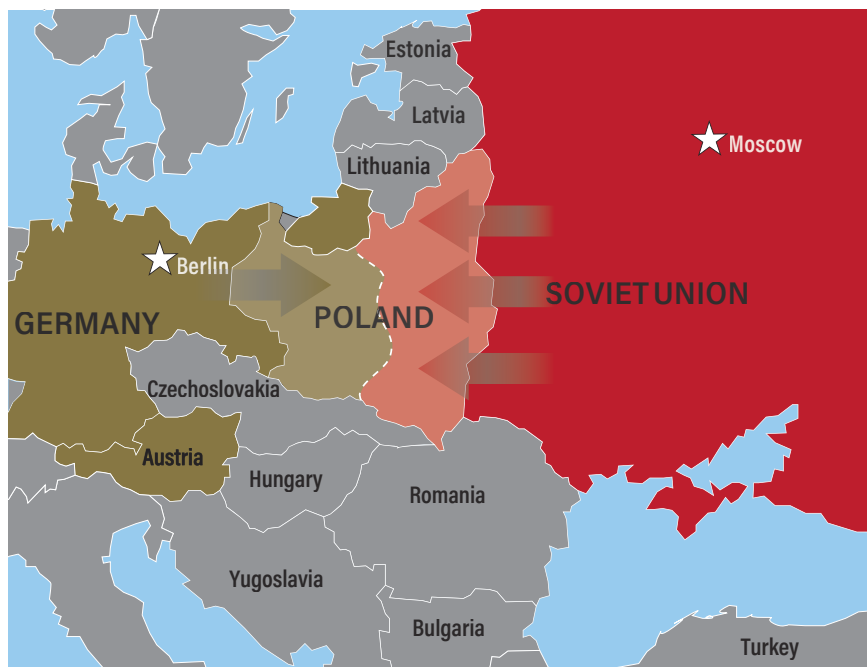 Estonia
Latvia
Moscow
Lithuania
Berlin
SOVIET UNION
GERMANY
POLAND
Czechoslovakia
Austria
Hungary
Romania
Yugoslavia
Bulgaria
Turkey